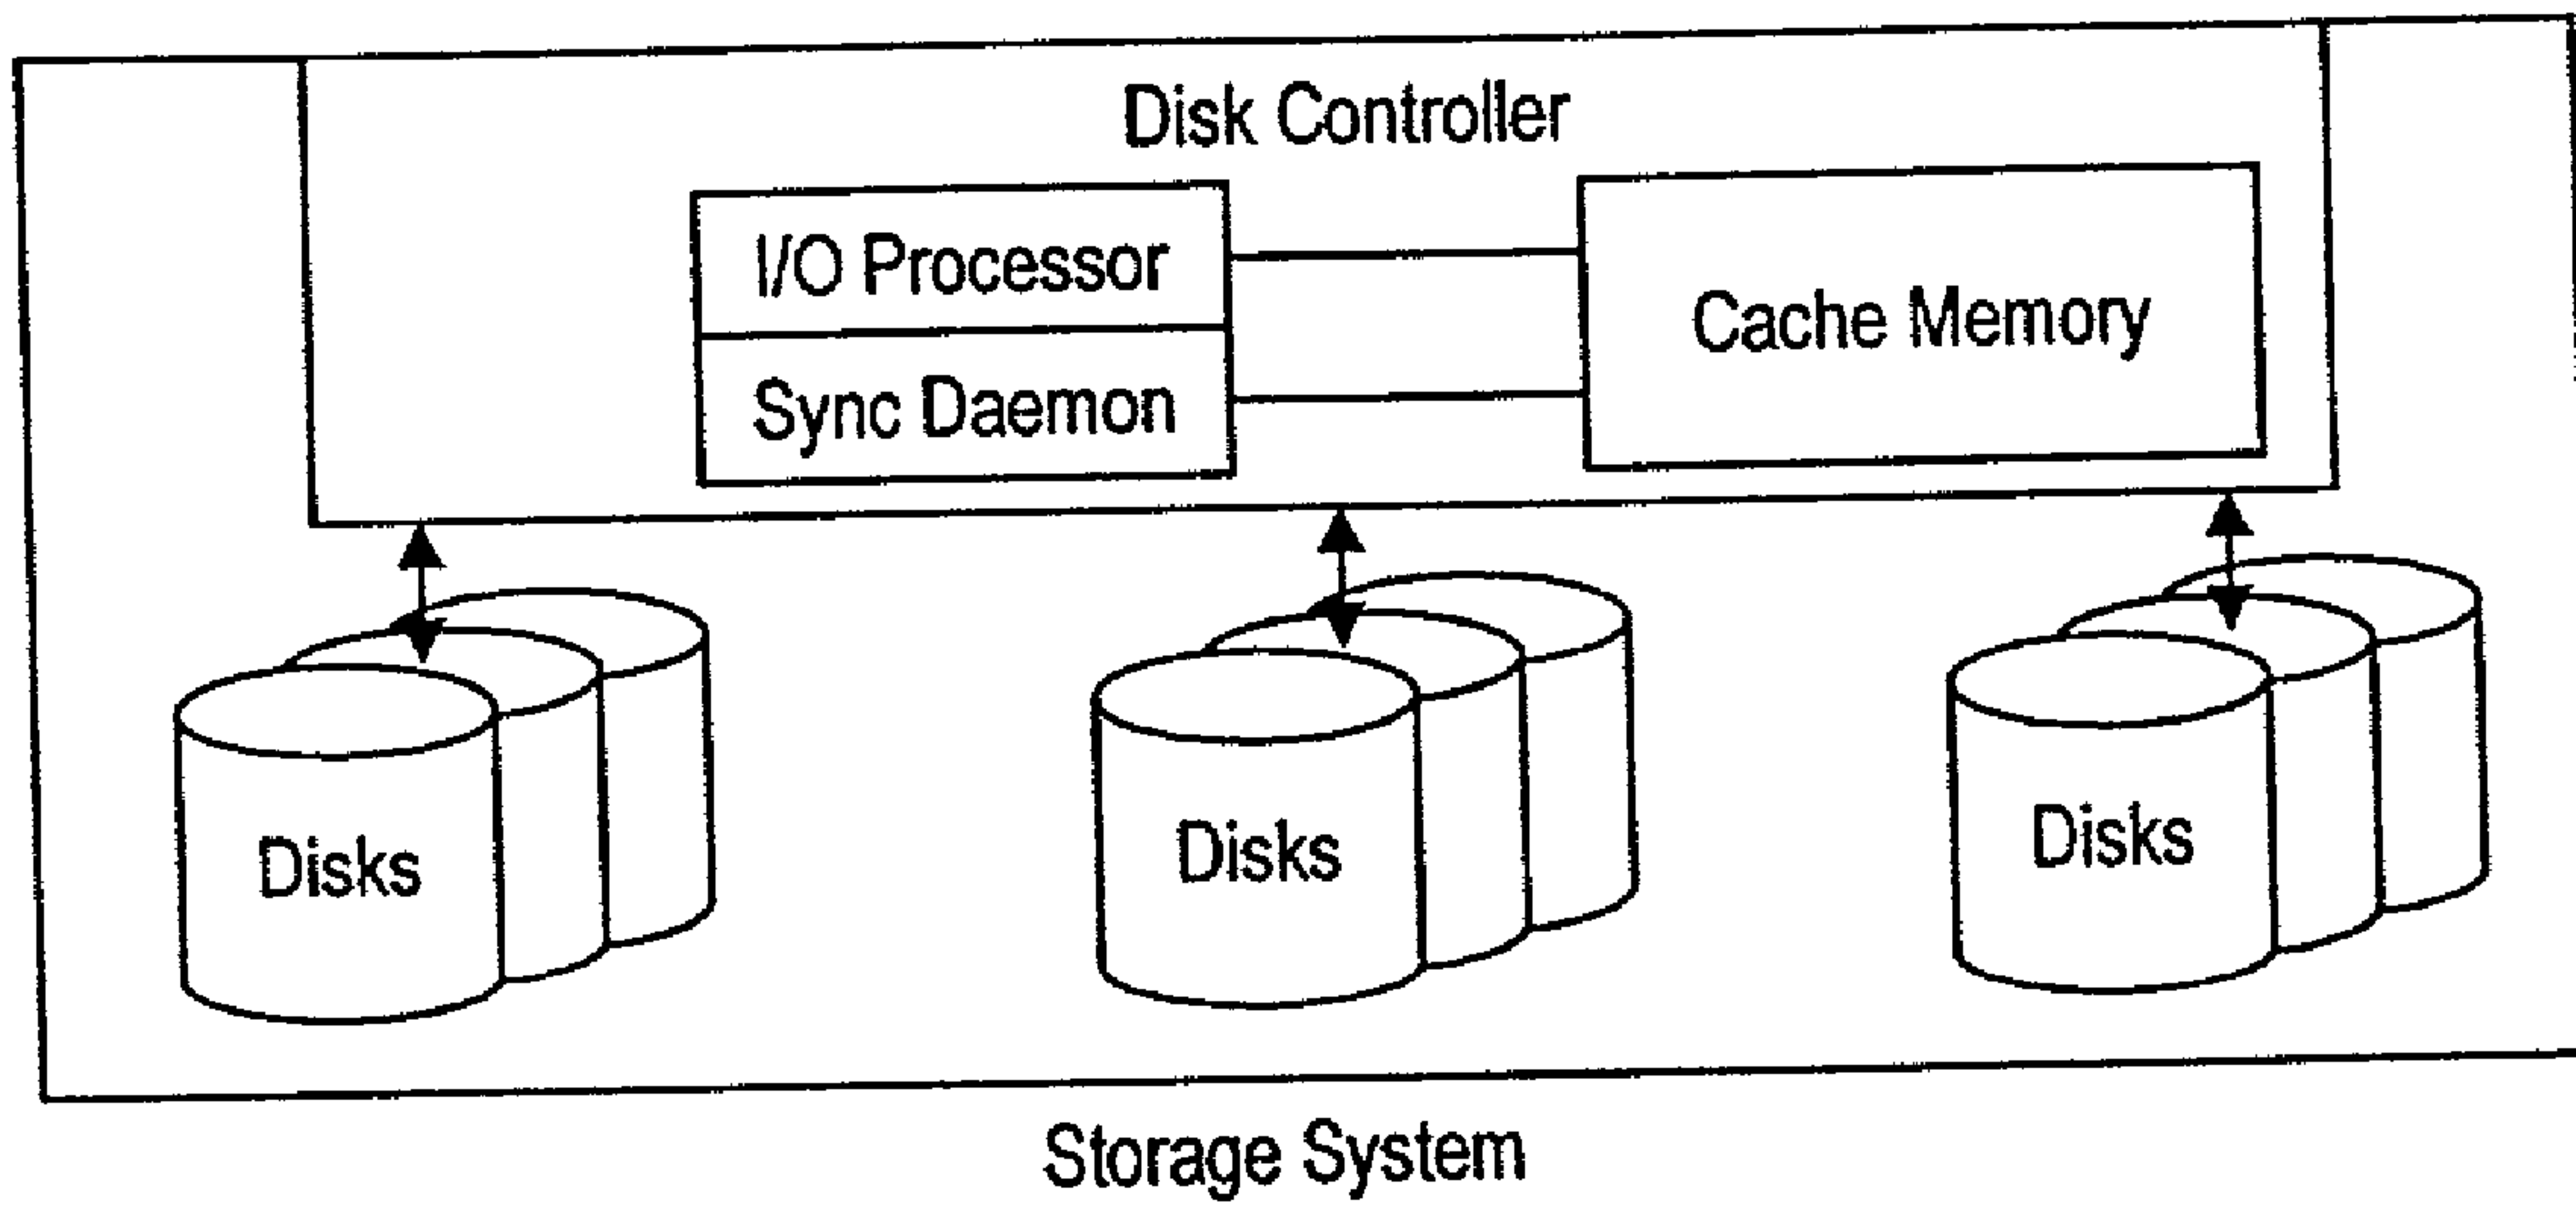 Disk Controller
I/O Processor
Sync Daemon
Cache Memory
Disks
Disks
Disks
Storage System